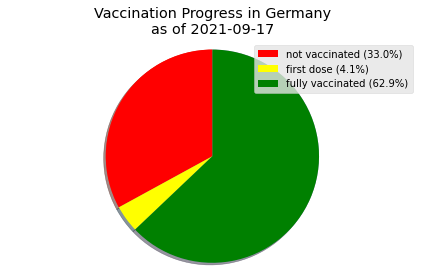 Vaccination Progress in Germany
as of 2021-09-17
not vaccinated (33.0%)
first dose (4.1%)
fully vaccinated (62.9%)